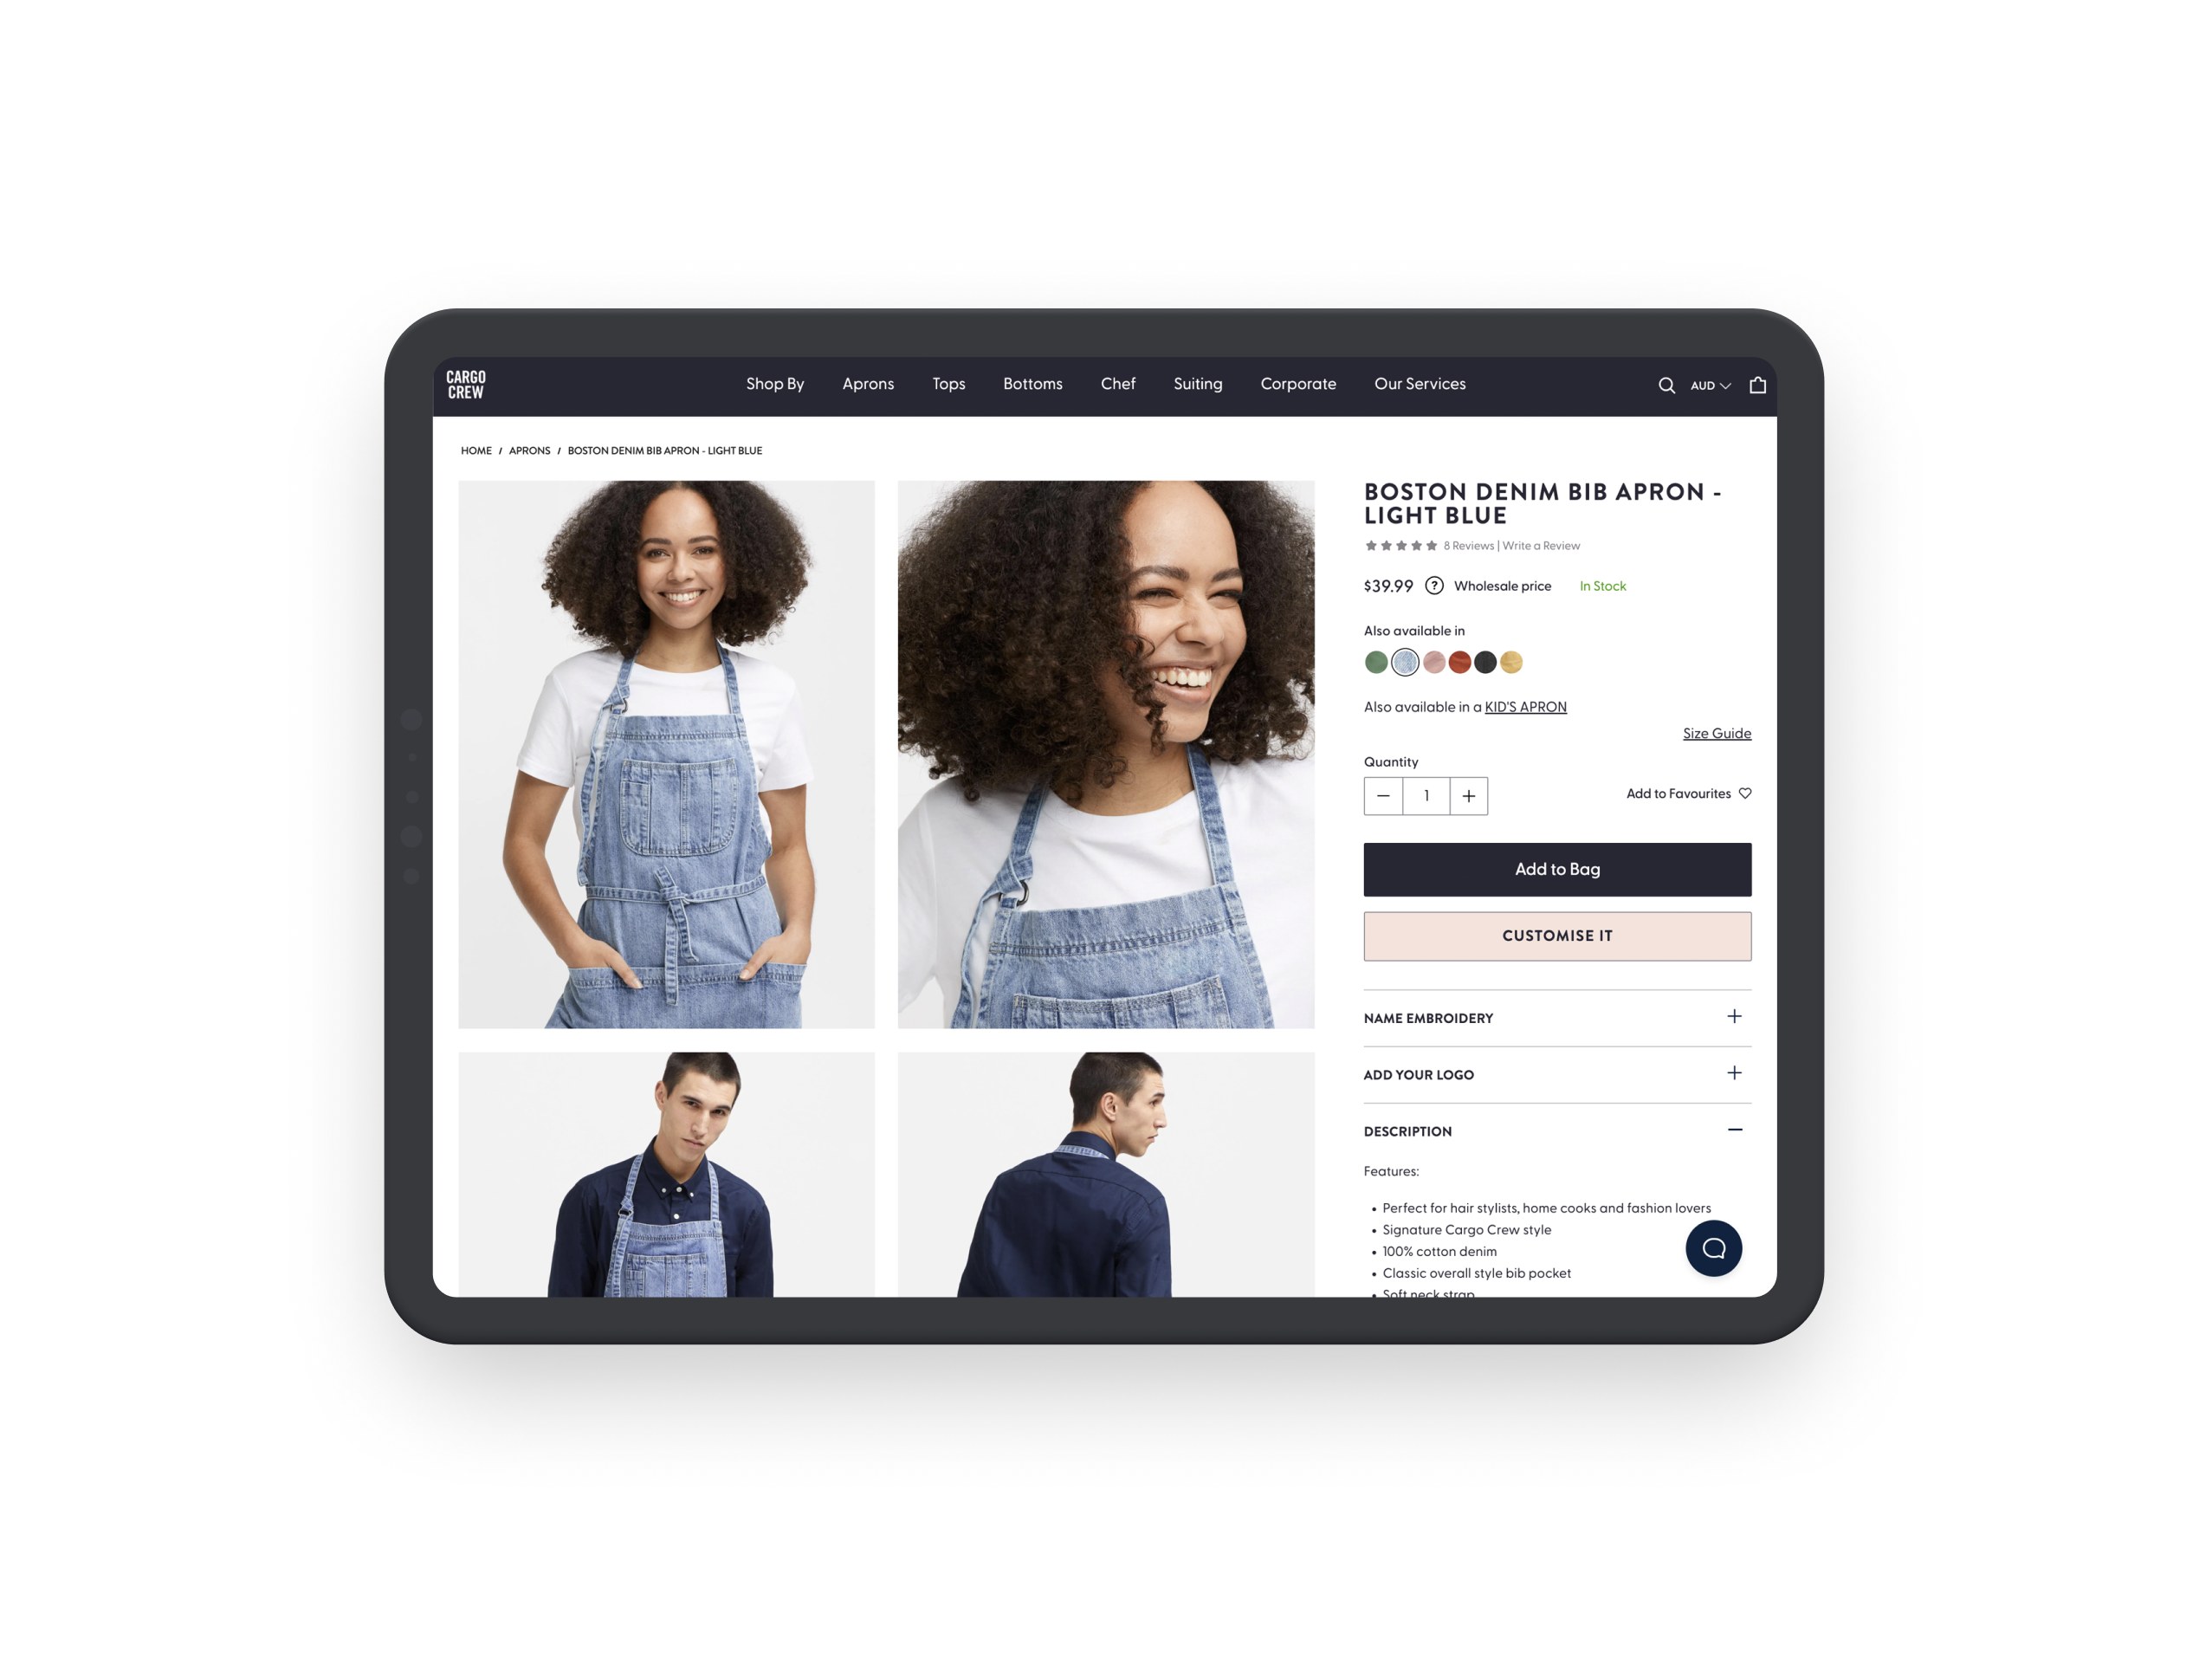 CARGO
CREW
Shop By
Aprons
Tops
Bottoms
Chef
Suiting
Corporate
Our Services
AUD
HOME / APRONS / BOSTON DENIM BIB APRON - LIGHT BLUE
BOSTON DENIM BIB APRON -
LIGHT BLUE
8 Reviews | Write a Review
$39.99 ? Wholesale price In Stock
Also available in
Also available in a KID'S APRON
Size Guide
Quantity
1
Add to Favourites
Add to Bag
CUSTOMISE IT
NAME EMBROIDERY
ADD YOUR LOGO
DESCRIPTION
Features:
• Perfect for hair stylists, home cooks and fashion lovers
• Signature Cargo Crew style
• 100% cotton denim
• Classic overall style bib pocket
• Soft neck strap